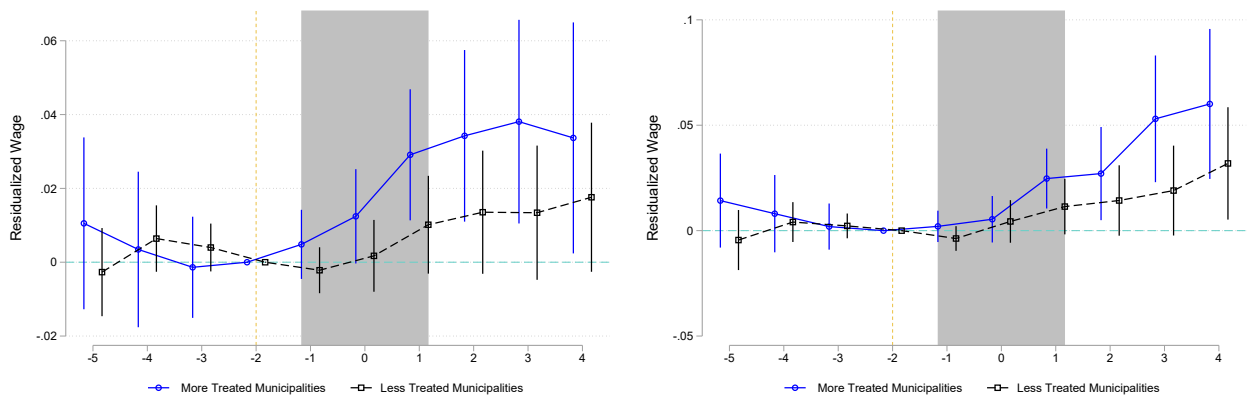 Residualized Wage
.06
.04
.02
0
-.02
-5 -4 -3 -2 -1 0 1 2 3 4
More Treated Municipalities Less Treated Municipalities
Residualized Wage
.1
.05
0
-.05
-5 -4 -3 -2 -1 0 1 2 3 4
More Treated Municipalities Less Treated Municipalities